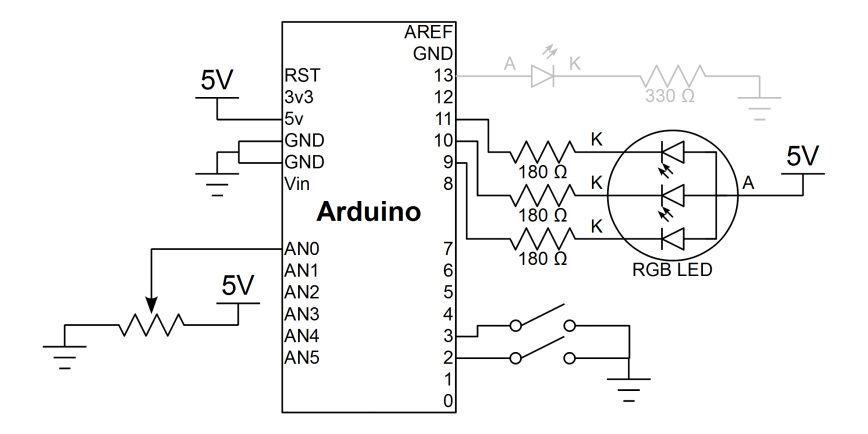 AREF
GND
RST
5V
3v3
5v
GND
GND
Vin
13
12
11
10
9
8
A
K
330 Ω
K
180 Ω
K
180 Ω
K
180 Ω
A
5V
RGB LED
Arduino
AN0
AN1
AN2
AN3
AN4
AN5
5V
7
6
5
4
3
2
1
0